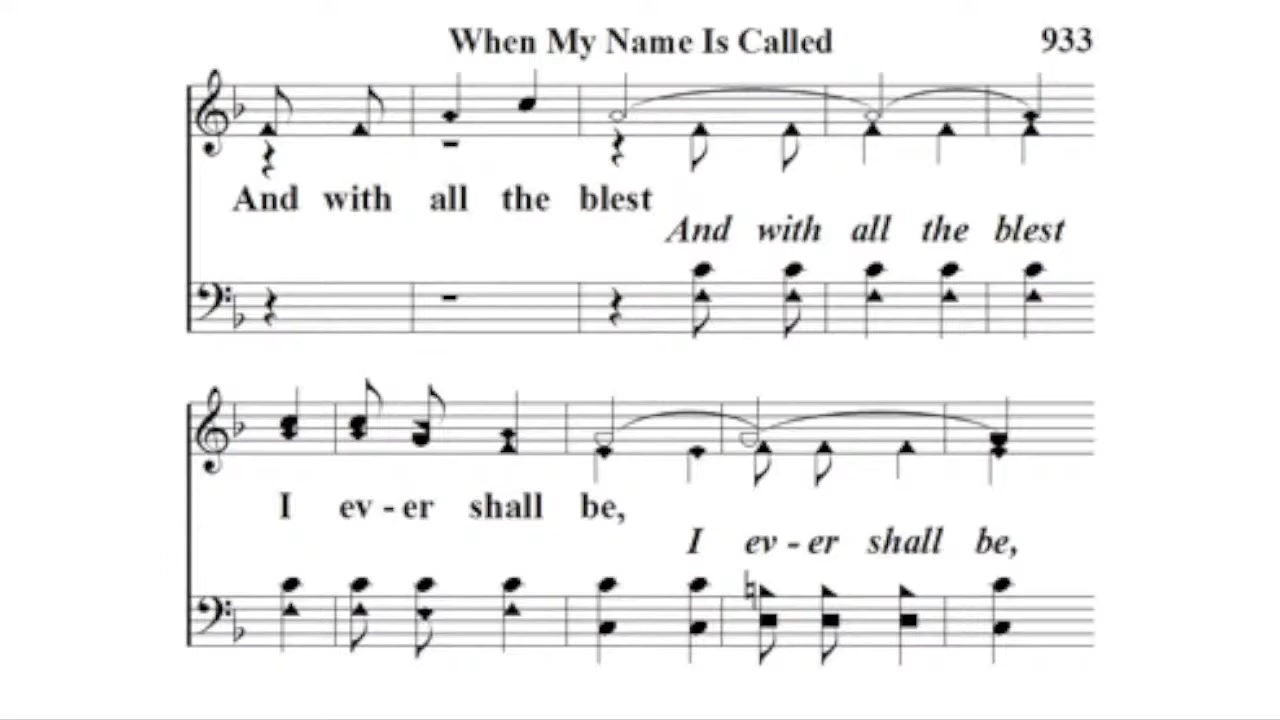 When My Name Is Called 933
And with all the blest
And with all the blest
I ev - er shall be,
I ev - er shall be,